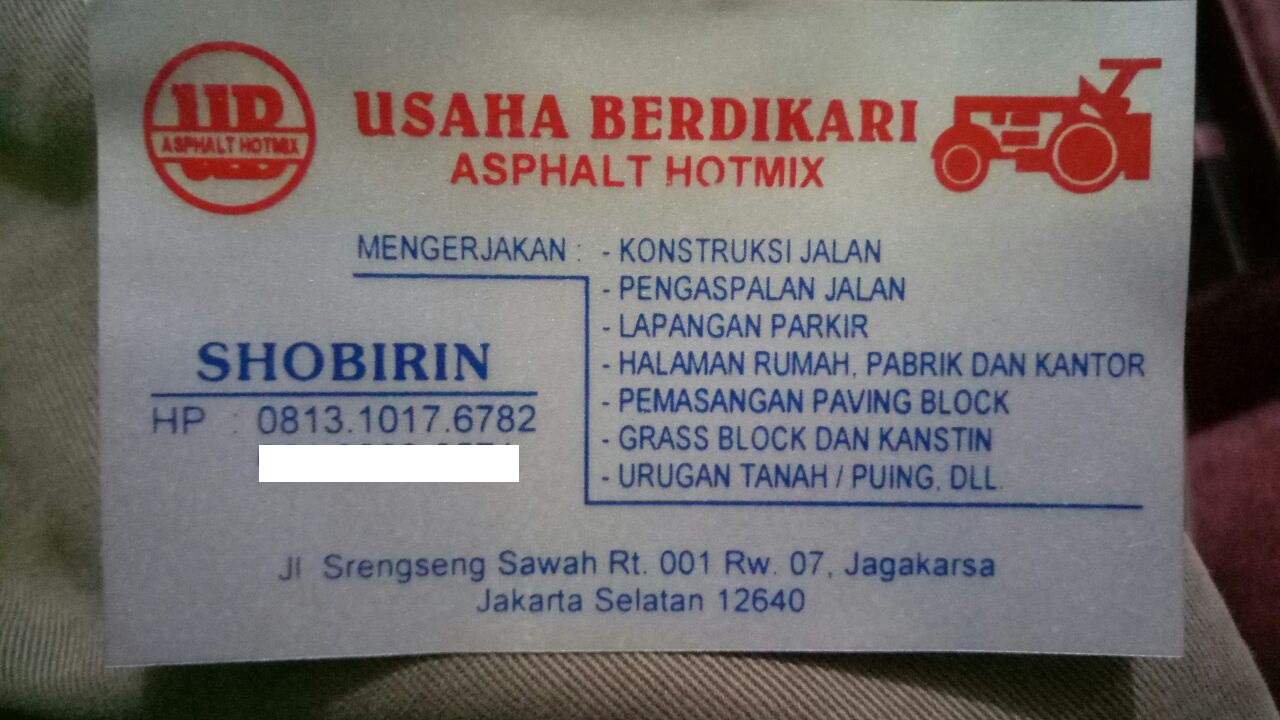 UD
ASPHALT HOTMIX
USAHA BERDIKARI
ASPHALT HOTMIX
MENGERJAKAN : - KONSTRUKSI JALAN
- PENGASPALAN JALAN
- LAPANGAN PARKIR
- HALAMAN RUMAH, PABRIK DAN KANTOR
- PEMASANGAN PAVING BLOCK
- GRASS BLOCK DAN KANSTIN
- URUGAN TANAH / PUING, DLL.
SHOBIRIN
HP : 0813.1017.6782
Jl Srengseng Sawah Rt. 001 Rw. 07, Jagakarsa
Jakarta Selatan 12640